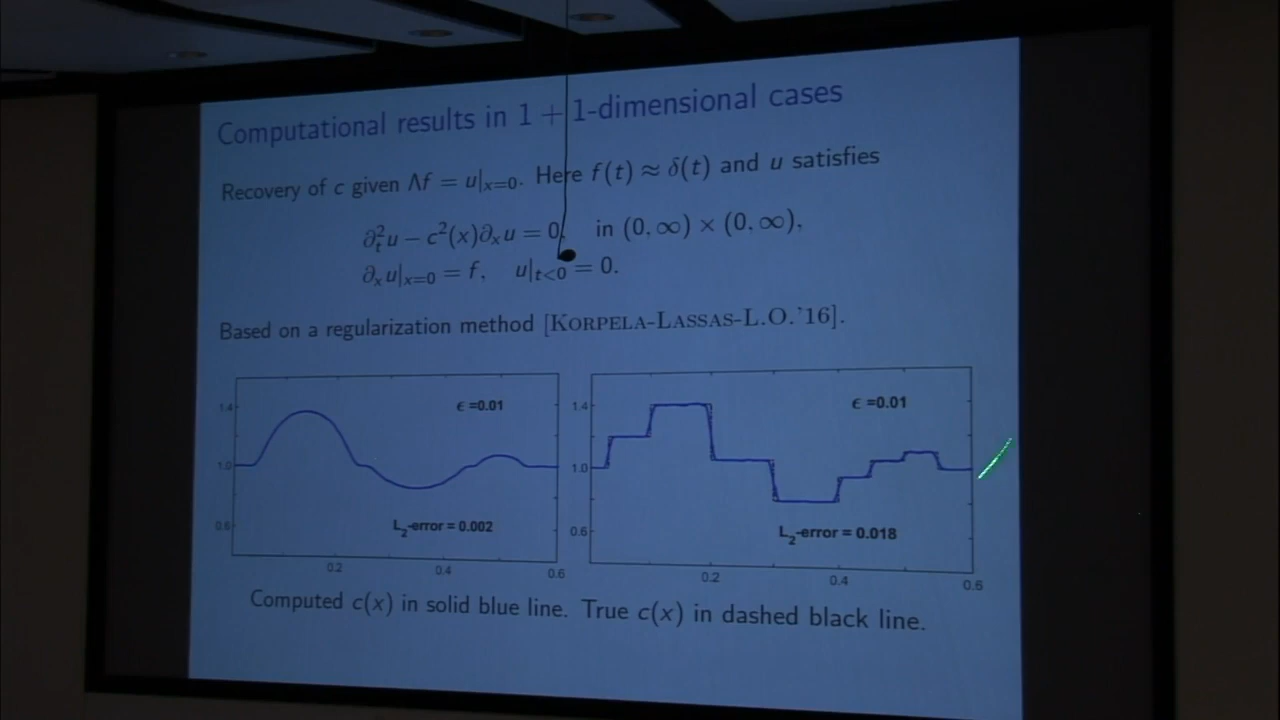 Computational results in 1 + 1-dimensional cases
Recovery of c given Λf = u|ₓ₌₀. Here f(t) ≈ δ(t) and u satisfies
∂ₜ²u − c²(x)∂ₓu = 0, in (0, ∞) × (0, ∞),
∂ₓu|ₓ₌₀ = f, u|ₜ<₀ = 0.
Based on a regularization method [KORPELA-LASSAS-L.O.'16].
1.4
1.0
0.6
ϵ =0.01
L₂-error = 0.002
0.2 0.4 0.6
1.4
1.0
0.6
ϵ =0.01
L₂-error = 0.018
0.2 0.4 0.6
Computed c(x) in solid blue line. True c(x) in dashed black line.